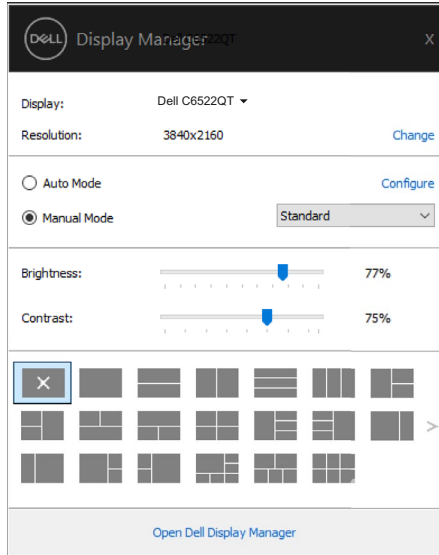 DELL Display Manager X
Display: Dell C6522QT
Resolution: 3840x2160 Change
Auto Mode Configure
Manual Mode Standard
Brightness: 77%
Contrast: 75%
Open Dell Display Manager